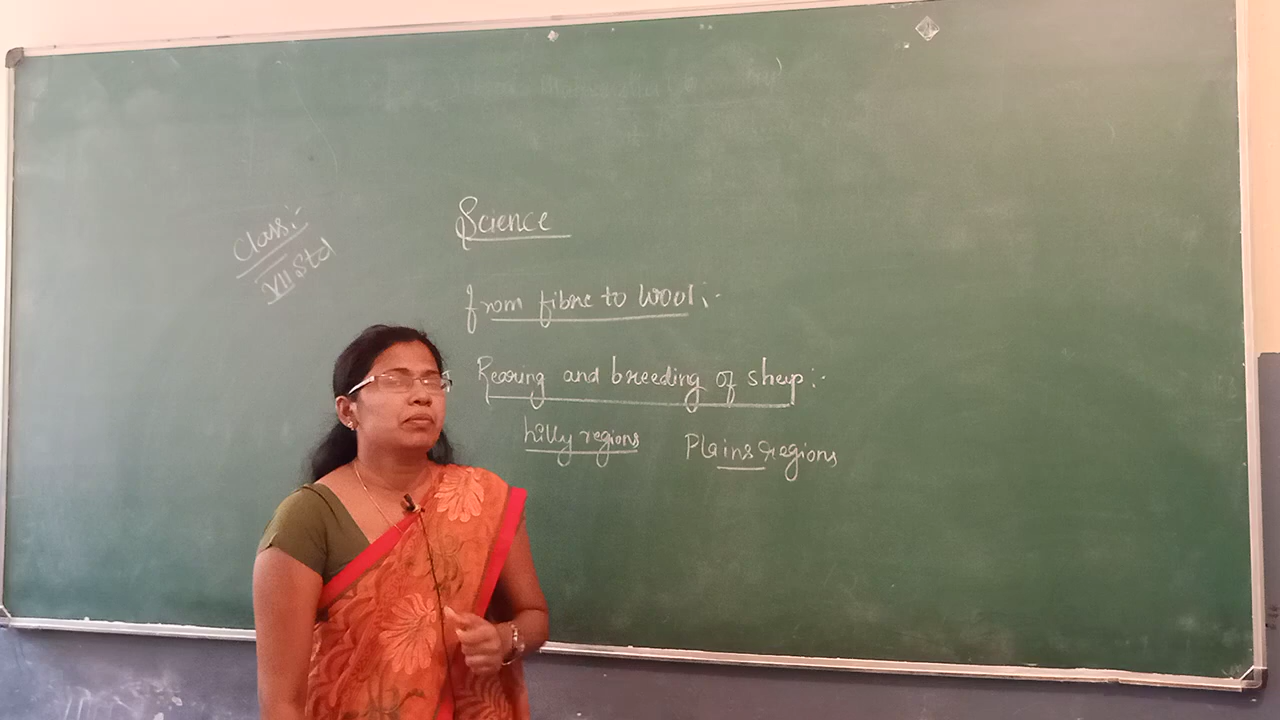 Class:-
VII Std
Science
from fibre to wool:-
Rearing and breeding of sheep:-
hilly regions Plains regions